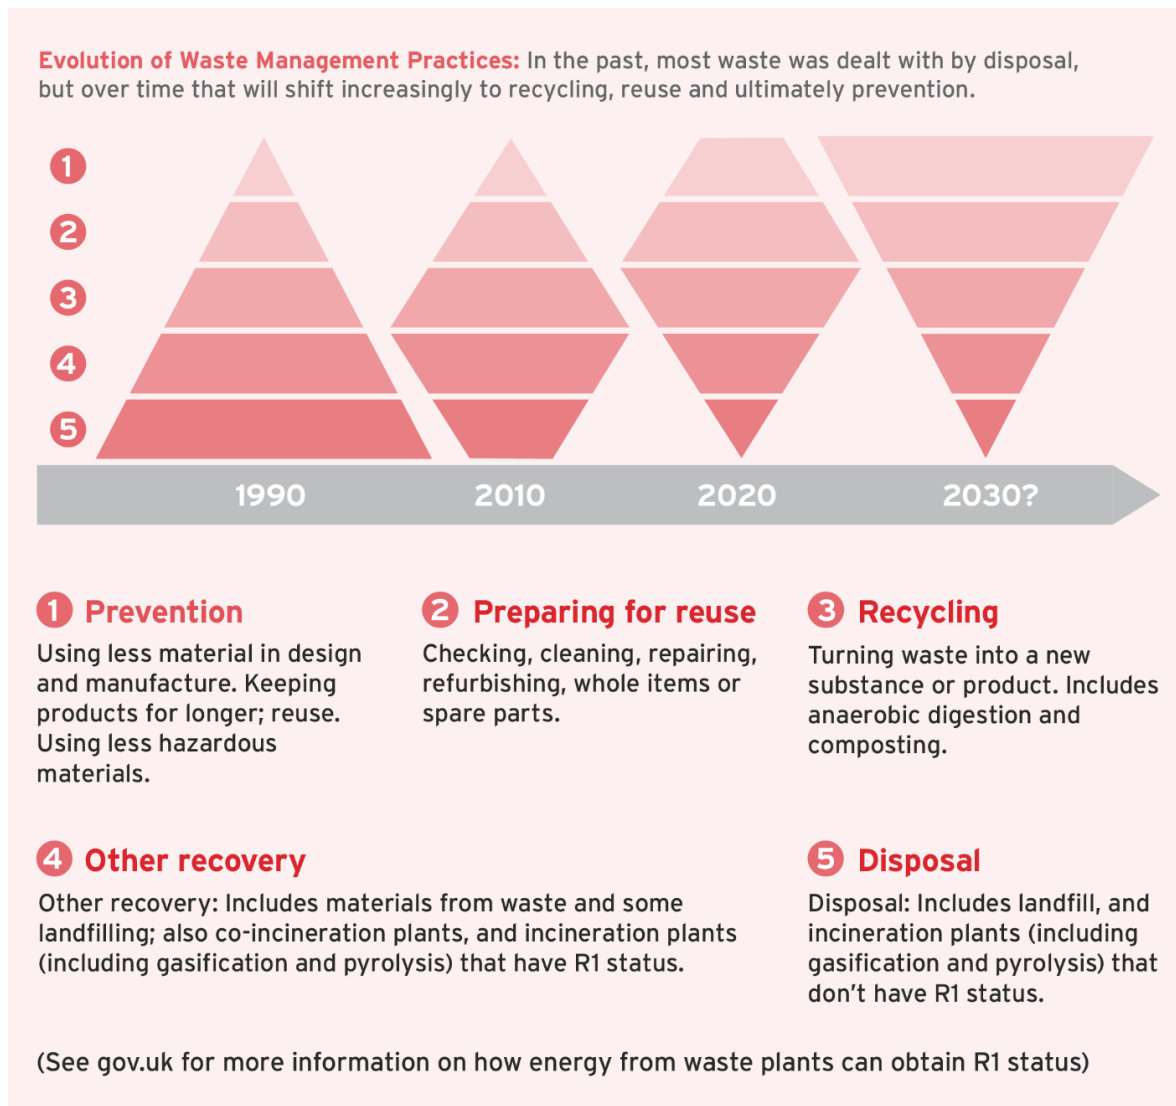 Evolution of Waste Management Practices: In the past, most waste was dealt with by disposal,
but over time that will shift increasingly to recycling, reuse and ultimately prevention.
1
2
3
4
5
1990 2010 2020 2030?
1 Prevention
Using less material in design
and manufacture. Keeping
products for longer; reuse.
Using less hazardous
materials.
2 Preparing for reuse
Checking, cleaning, repairing,
refurbishing, whole items or
spare parts.
3 Recycling
Turning waste into a new
substance or product. Includes
anaerobic digestion and
composting.
4 Other recovery
Other recovery: Includes materials from waste and some
landfilling; also co-incineration plants, and incineration plants
(including gasification and pyrolysis) that have R1 status.
5 Disposal
Disposal: Includes landfill, and
incineration plants (including
gasification and pyrolysis) that
don't have R1 status.
(See gov.uk for more information on how energy from waste plants can obtain R1 status)